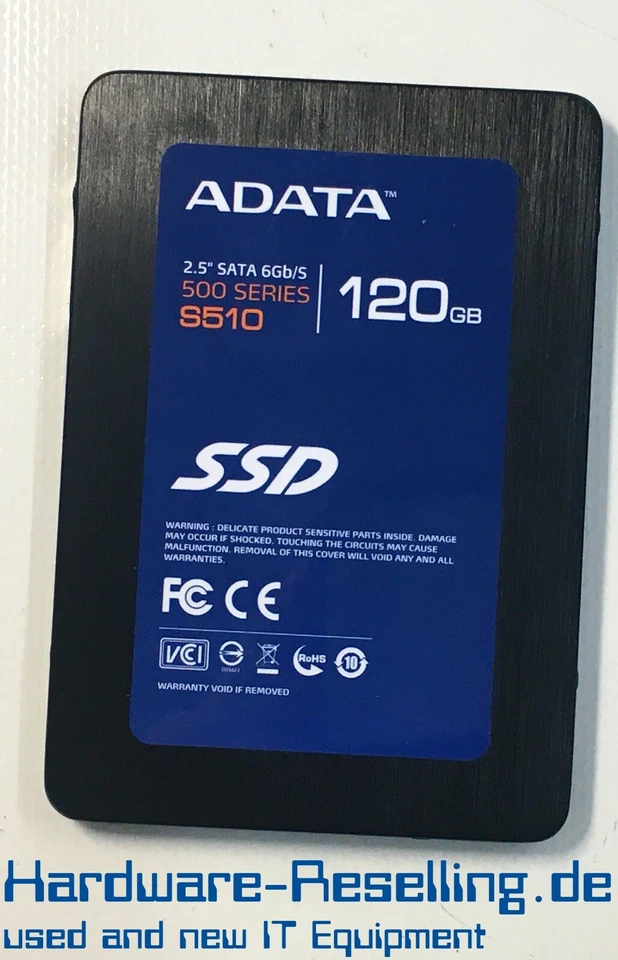 ADATA™
2.5" SATA 6Gb/S
500 SERIES
S510
120GB
SSD
WARNING : DELICATE PRODUCT SENSITIVE PARTS INSIDE. DAMAGE
MAY OCCUR IF SHOCKED. TOUCHING THE CIRCUITS MAY CAUSE
MALFUNCTION. REMOVAL OF THIS COVER WILL VOID ANY AND ALL
WARRANTIES.
FC CE
VCI RoHS 10
WARRANTY VOID IF REMOVED
Hardware-Reselling.de
used and new IT Equipment